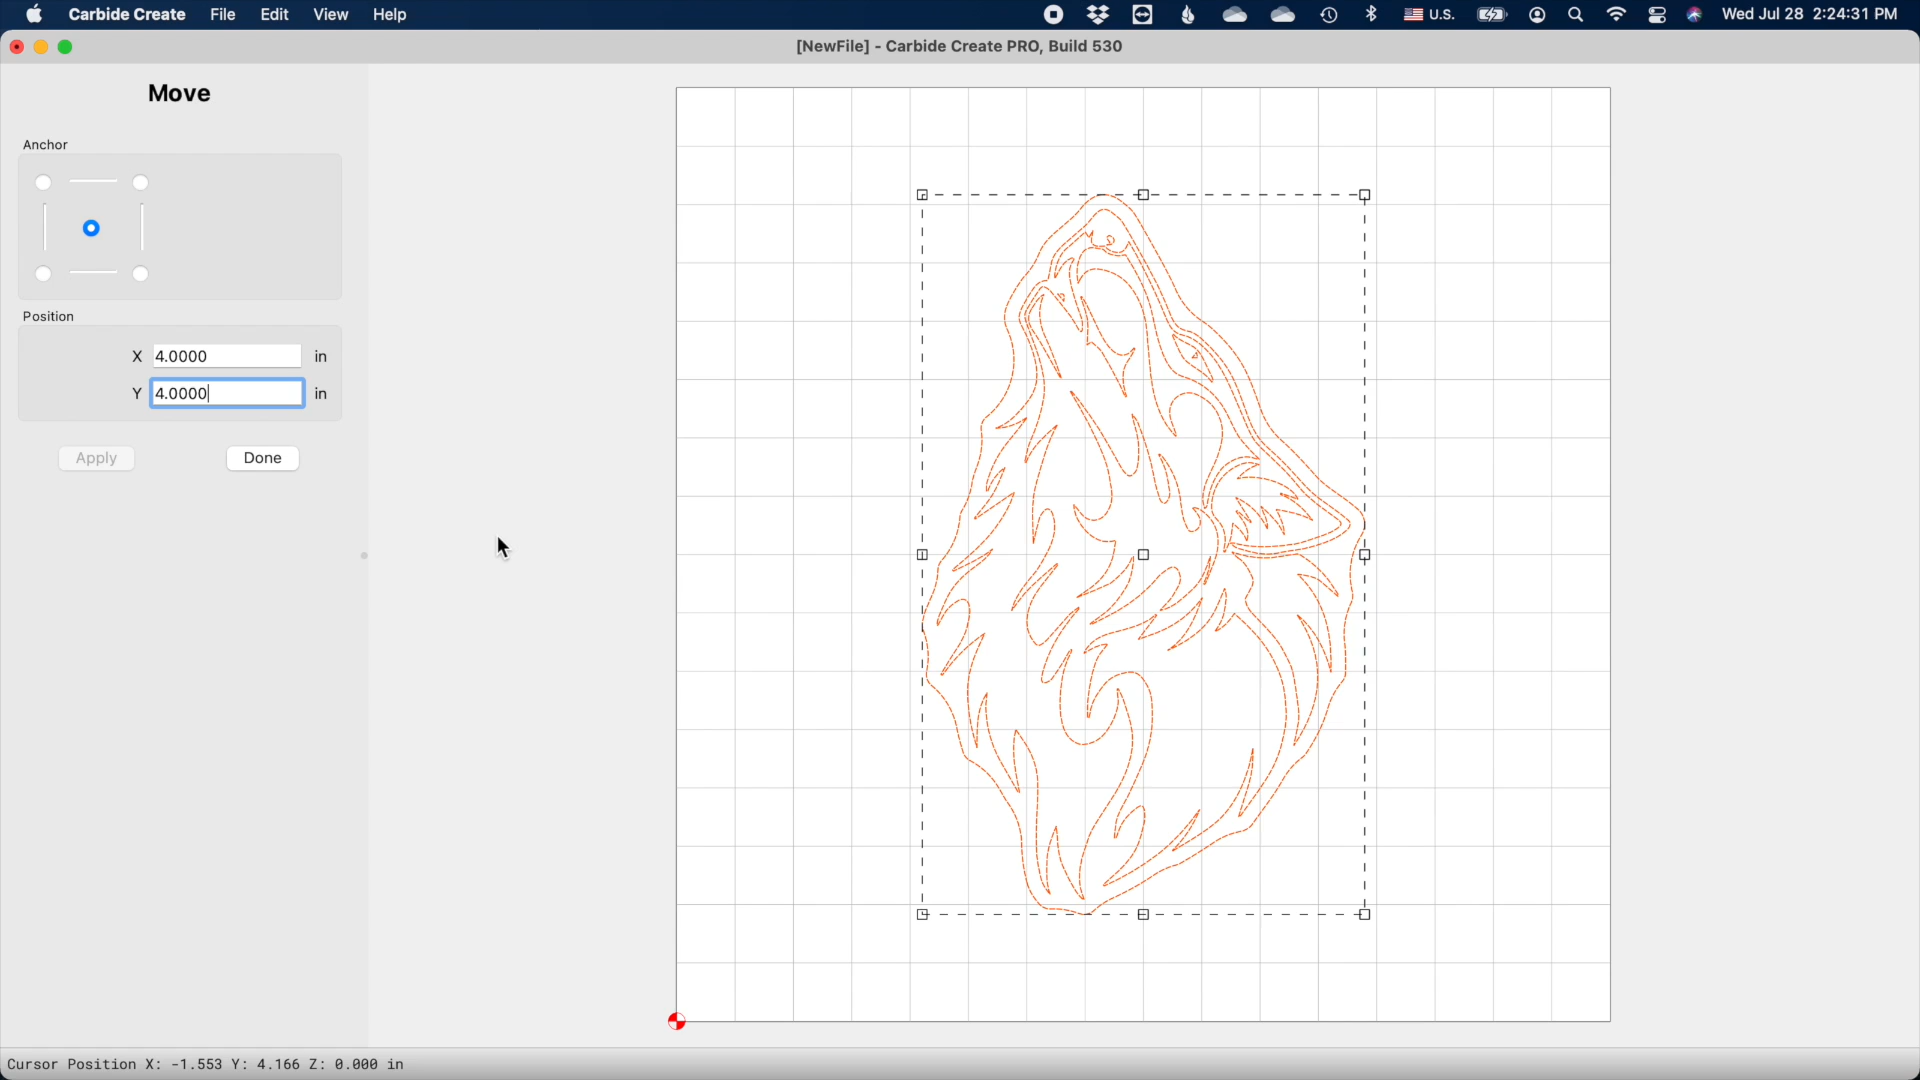 Carbide Create File Edit View Help U.S. Wed Jul 28 2:24:31 PM
[NewFile] - Carbide Create PRO, Build 530
Move
Anchor
Position
X 4.0000 in
Y 4.0000 in
Apply Done
Cursor Position X: -1.553 Y: 4.166 Z: 0.000 in